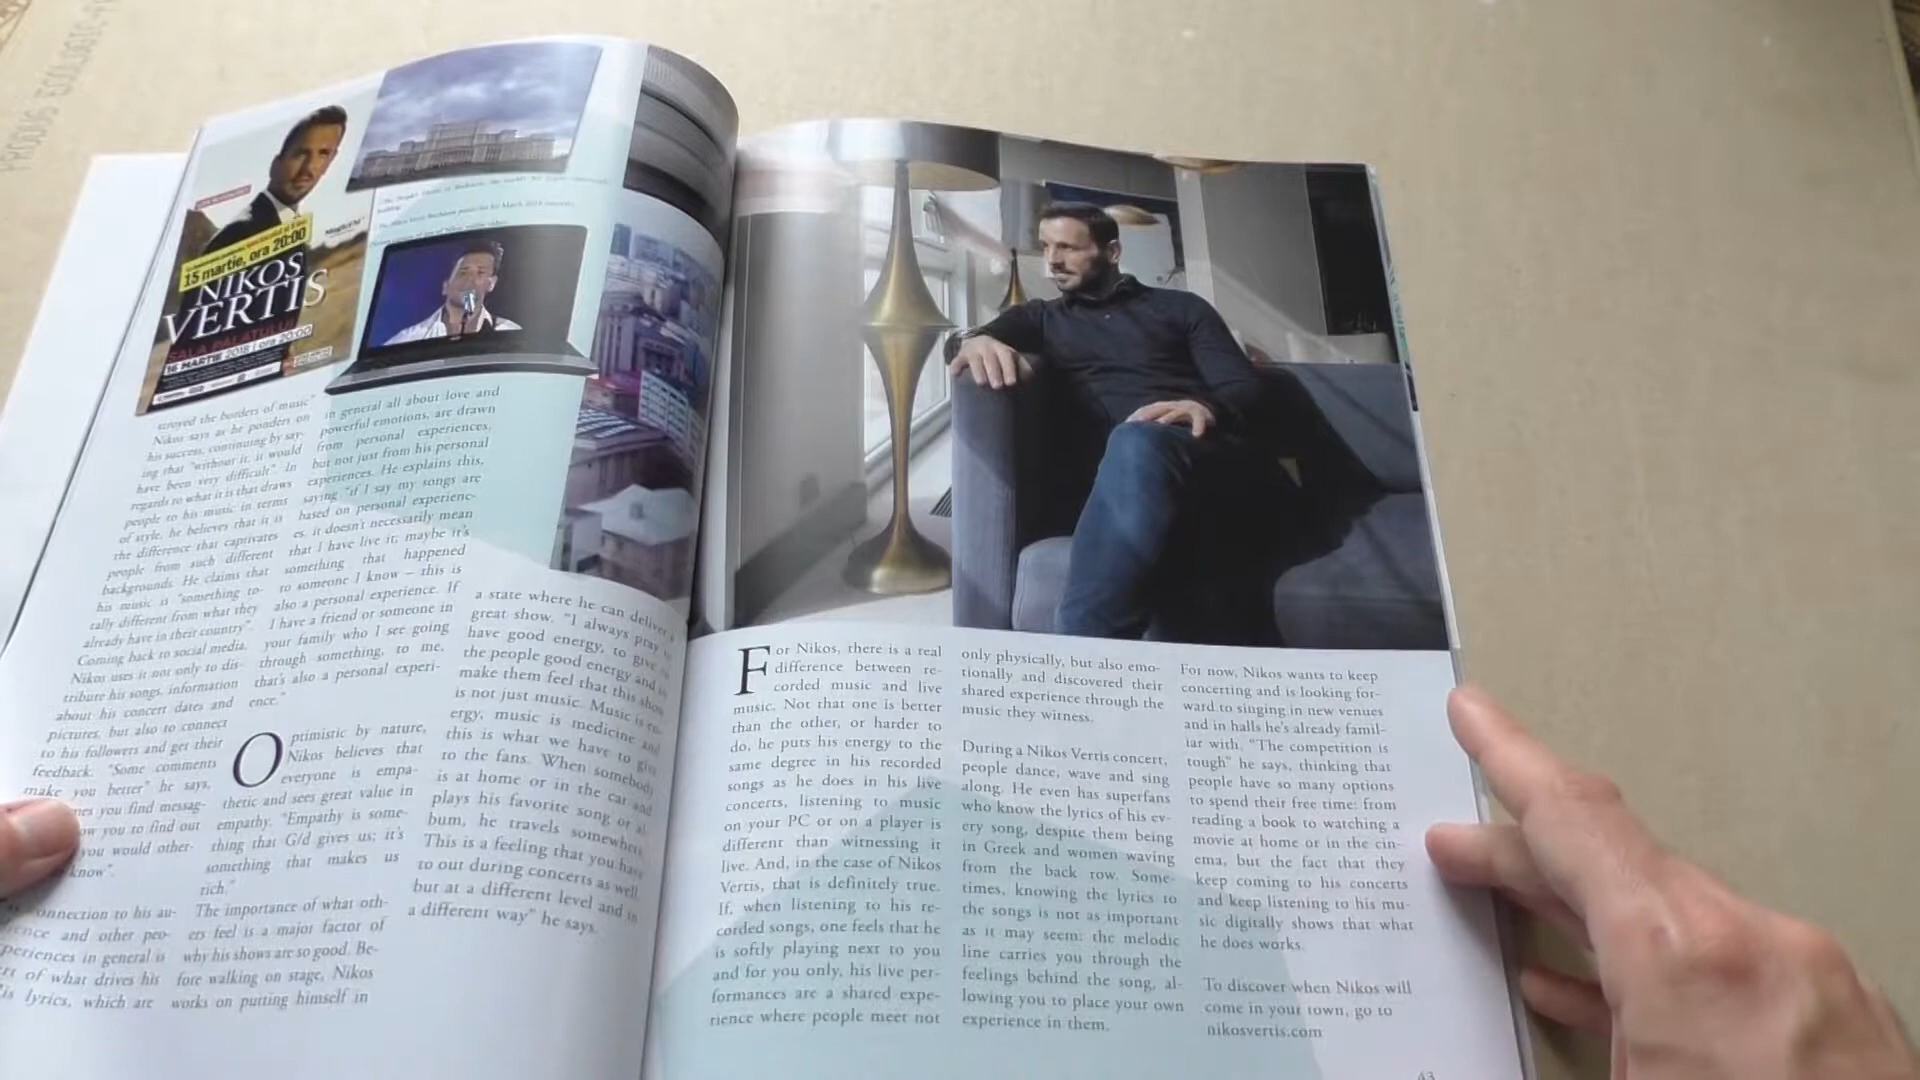 15 martie, ora 20:00
NIKOS
VERTIS
SALA PALATULUI
16 MARTIE 2018 | ora 20:00
stroyed the borders of music"
Nikos says as he ponders on
his success, continuing by say-
ing that "without it, it would
have been very difficult". In
regards to what it is that draws
people to his music in terms
of style, he believes that it is
the difference that captivates
people from such different
backgrounds. He claims that
his music is "something to-
tally different from what they
already have in their country".
Coming back to social media,
Nikos uses it not only to dis-
tribute his songs, information
about his concert dates and
pictures, but also to connect
to his followers and get their
feedback. "Some comments
make you better" he says,
you find messag-
you to find out
you would other-
know".
onnection to his au-
and other peo-
periences in general is
of what drives his
lyrics, which are
in general all about love and
powerful emotions, are drawn
from personal experiences,
but not just from his personal
experiences. He explains this,
saying "if I say my songs are
based on personal experienc-
es, it doesn't necessarily mean
that I have live it; maybe it's
something that happened
to someone I know – this is
also a personal experience. If
I have a friend or someone in
your family who I see going
through something, to me,
that's also a personal experi-
ence."
Optimistic by nature,
Nikos believes that
everyone is empa-
thetic and sees great value in
empathy. "Empathy is some-
thing that G/d gives us; it's
something that makes us
rich."
The importance of what oth-
ers feel is a major factor of
why his shows are so good. Be-
fore walking on stage, Nikos
works on putting himself in
a state where he can deliver a
great show. "I always pray to
have good energy, to give
the people good energy and
make them feel that this show
is not just music. Music is en-
ergy, music is medicine and
this is what we have to give
to the fans. When somebody
is at home or in the car and
plays his favorite song or al-
bum, he travels somewhere.
This is a feeling that you have
to out during concerts as well,
but at a different level and in
a different way" he says.
For Nikos, there is a real
difference between re-
corded music and live
music. Not that one is better
than the other, or harder to
do, he puts his energy to the
same degree in his recorded
songs as he does in his live
concerts, listening to music
on your PC or on a player is
different than witnessing it
live. And, in the case of Nikos
Vertis, that is definitely true.
If, when listening to his re-
corded songs, one feels that he
is softly playing next to you
and for you only, his live per-
formances are a shared expe-
rience where people meet not
only physically, but also emo-
tionally and discovered their
shared experience through the
music they witness.
During a Nikos Vertis concert,
people dance, wave and sing
along. He even has superfans
who know the lyrics of his ev-
ery song, despite them being
in Greek and women waving
from the back row. Some-
times, knowing the lyrics to
the songs is not as important
as it may seem: the melodic
line carries you through the
feelings behind the song, al-
lowing you to place your own
experience in them.
For now, Nikos wants to keep
concerting and is looking for-
ward to singing in new venues
and in halls he's already famil-
iar with. "The competition is
tough" he says, thinking that
people have so many options
to spend their free time: from
reading a book to watching a
movie at home or in the cin-
ema, but the fact that they
keep coming to his concerts
and keep listening to his mu-
sic digitally shows that what
he does works.
To discover when Nikos will
come in your town, go to
nikosvertis.com
43